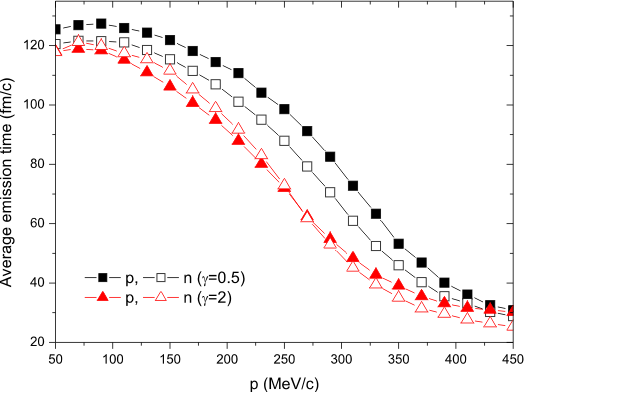 120
100
80
60
40
20
Average emission time (fm/c)
p, n (γ=0.5)
p, n (γ=2)
50 100 150 200 250 300 350 400 450
p (MeV/c)